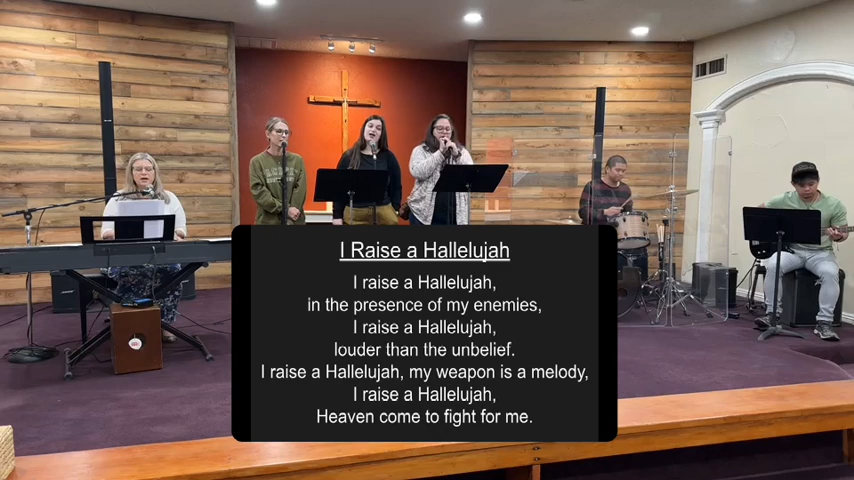 I Raise a Hallelujah
I raise a Hallelujah,
in the presence of my enemies,
I raise a Hallelujah,
louder than the unbelief.
I raise a Hallelujah, my weapon is a melody,
I raise a Hallelujah,
Heaven come to fight for me.